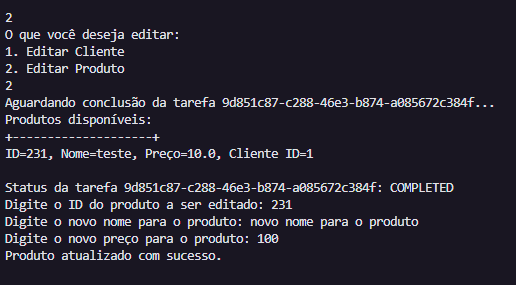 2
O que você deseja editar:
1. Editar Cliente
2. Editar Produto
2
Aguardando conclusão da tarefa 9d851c87-c288-46e3-b874-a085672c384f...
Produtos disponíveis:
+--------------------+
ID=231, Nome=teste, Preço=10.0, Cliente ID=1
Status da tarefa 9d851c87-c288-46e3-b874-a085672c384f: COMPLETED
Digite o ID do produto a ser editado: 231
Digite o novo nome para o produto: novo nome para o produto
Digite o novo preço para o produto: 100
Produto atualizado com sucesso.